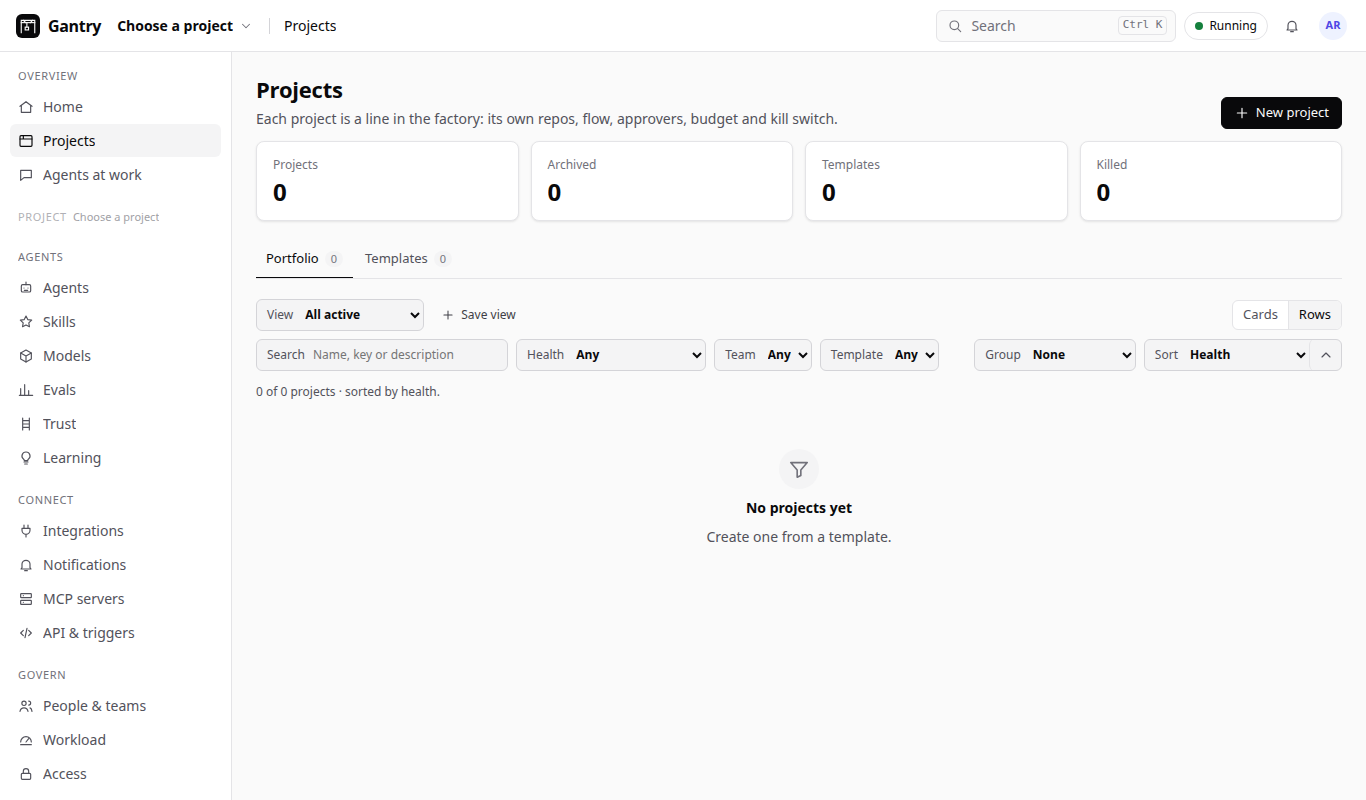 Gantry Choose a project Projects Search Ctrl K Running AR
OVERVIEW
Home
Projects
Agents at work
PROJECT Choose a project
AGENTS
Agents
Skills
Models
Evals
Trust
Learning
CONNECT
Integrations
Notifications
MCP servers
API & triggers
GOVERN
People & teams
Workload
Access
Projects
Each project is a line in the factory: its own repos, flow, approvers, budget and kill switch.
New project
Projects Archived Templates Killed
0 0 0 0
Portfolio 0 Templates 0
View All active Save view Cards Rows
Search Name, key or description Health Any Team Any Template Any Group None Sort Health
0 of 0 projects · sorted by health.
No projects yet
Create one from a template.